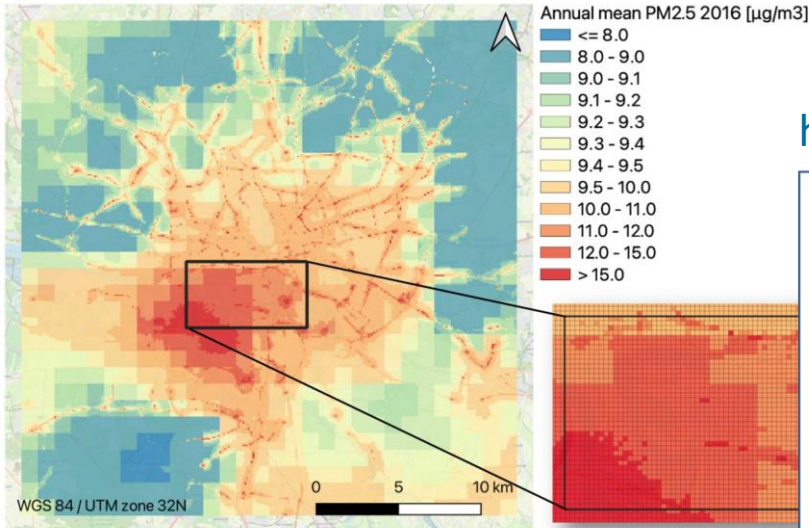 Annual mean PM2.5 2016 [µg/m3]
<= 8.0
8.0 - 9.0
9.0 - 9.1
9.1 - 9.2
9.2 - 9.3
9.3 - 9.4
9.4 - 9.5
9.5 - 10.0
10.0 - 11.0
11.0 - 12.0
12.0 - 15.0
> 15.0
h
WGS 84 / UTM zone 32N
0 5 10 km